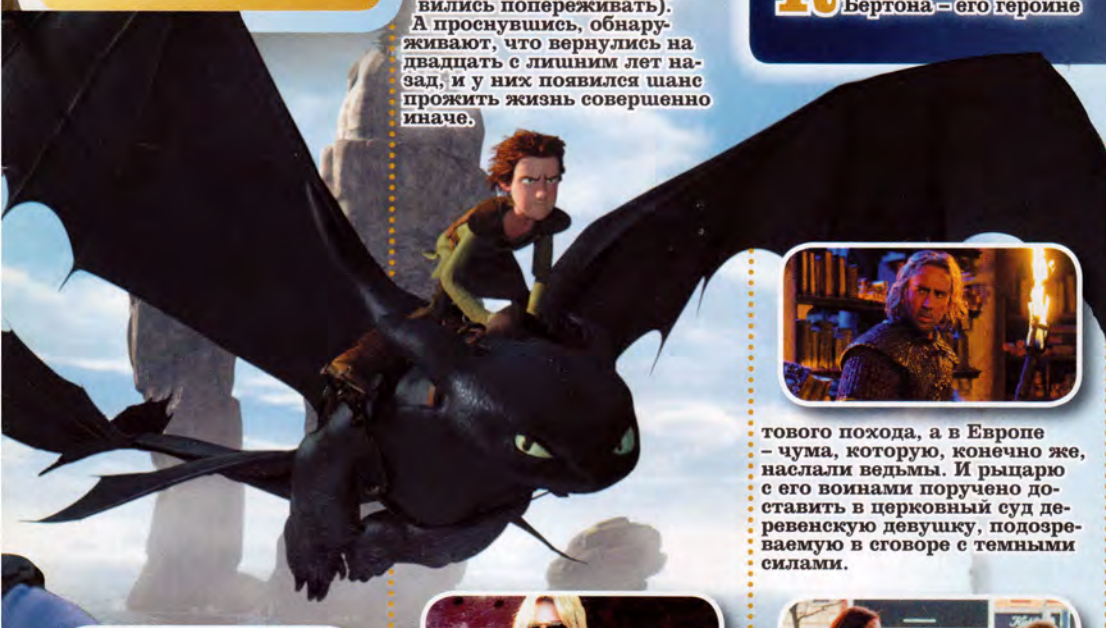 вились попереживать).
А проснувшись, обнару-
живают, что вернулись на
двадцать с лишним лет на-
зад, и у них появился шанс
прожить жизнь совершенно
иначе.
Бертона – его героине
тового похода, а в Европе
– чума, которую, конечно же,
наслали ведьмы. И рыцарю
с его воинами поручено до-
ставить в церковный суд де-
ревенскую девушку, подозре-
ваемую в сговоре с темными
силами.